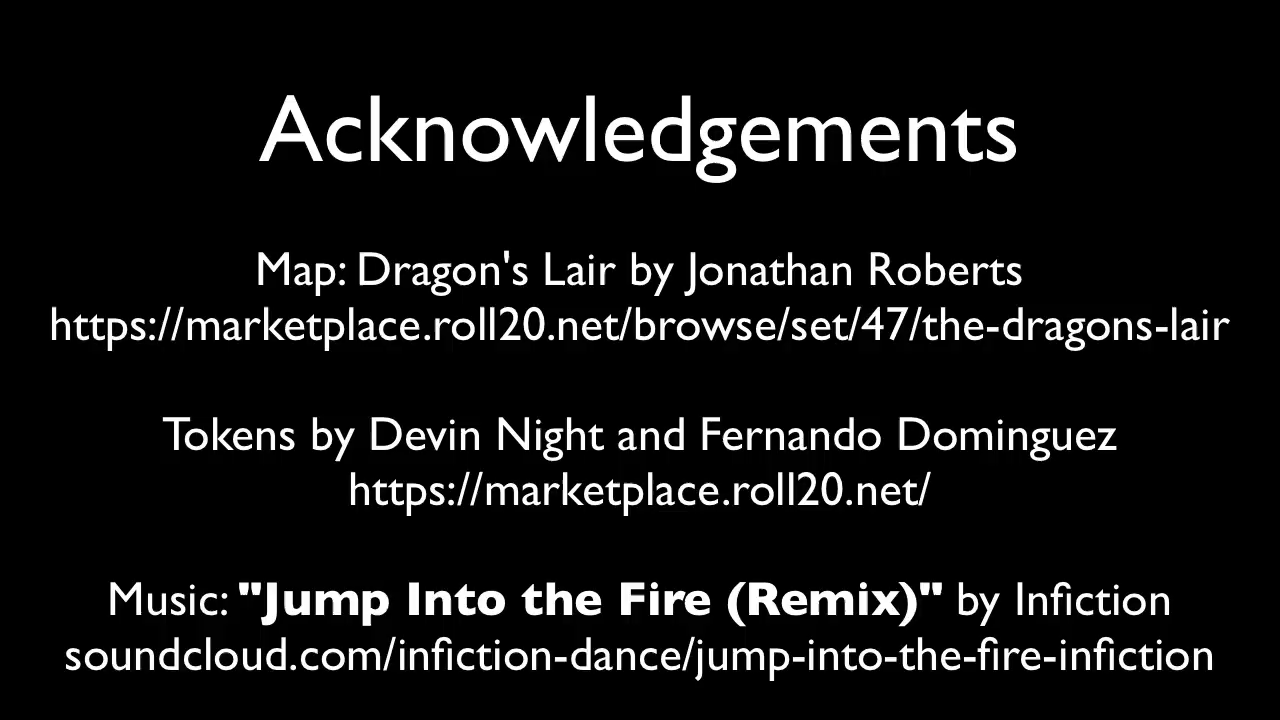 Acknowledgements
Map: Dragon's Lair by Jonathan Roberts
https://marketplace.roll20.net/browse/set/47/the-dragons-lair
Tokens by Devin Night and Fernando Dominguez
https://marketplace.roll20.net/
Music: "Jump Into the Fire (Remix)" by Infiction
soundcloud.com/infiction-dance/jump-into-the-fire-infiction